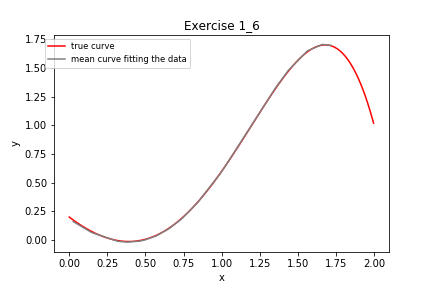 Exercise 1_6
true curve
mean curve fitting the data
1.75
1.50
1.25
1.00
0.75
0.50
0.25
0.00
y
0.00 0.25 0.50 0.75 1.00 1.25 1.50 1.75 2.00
x